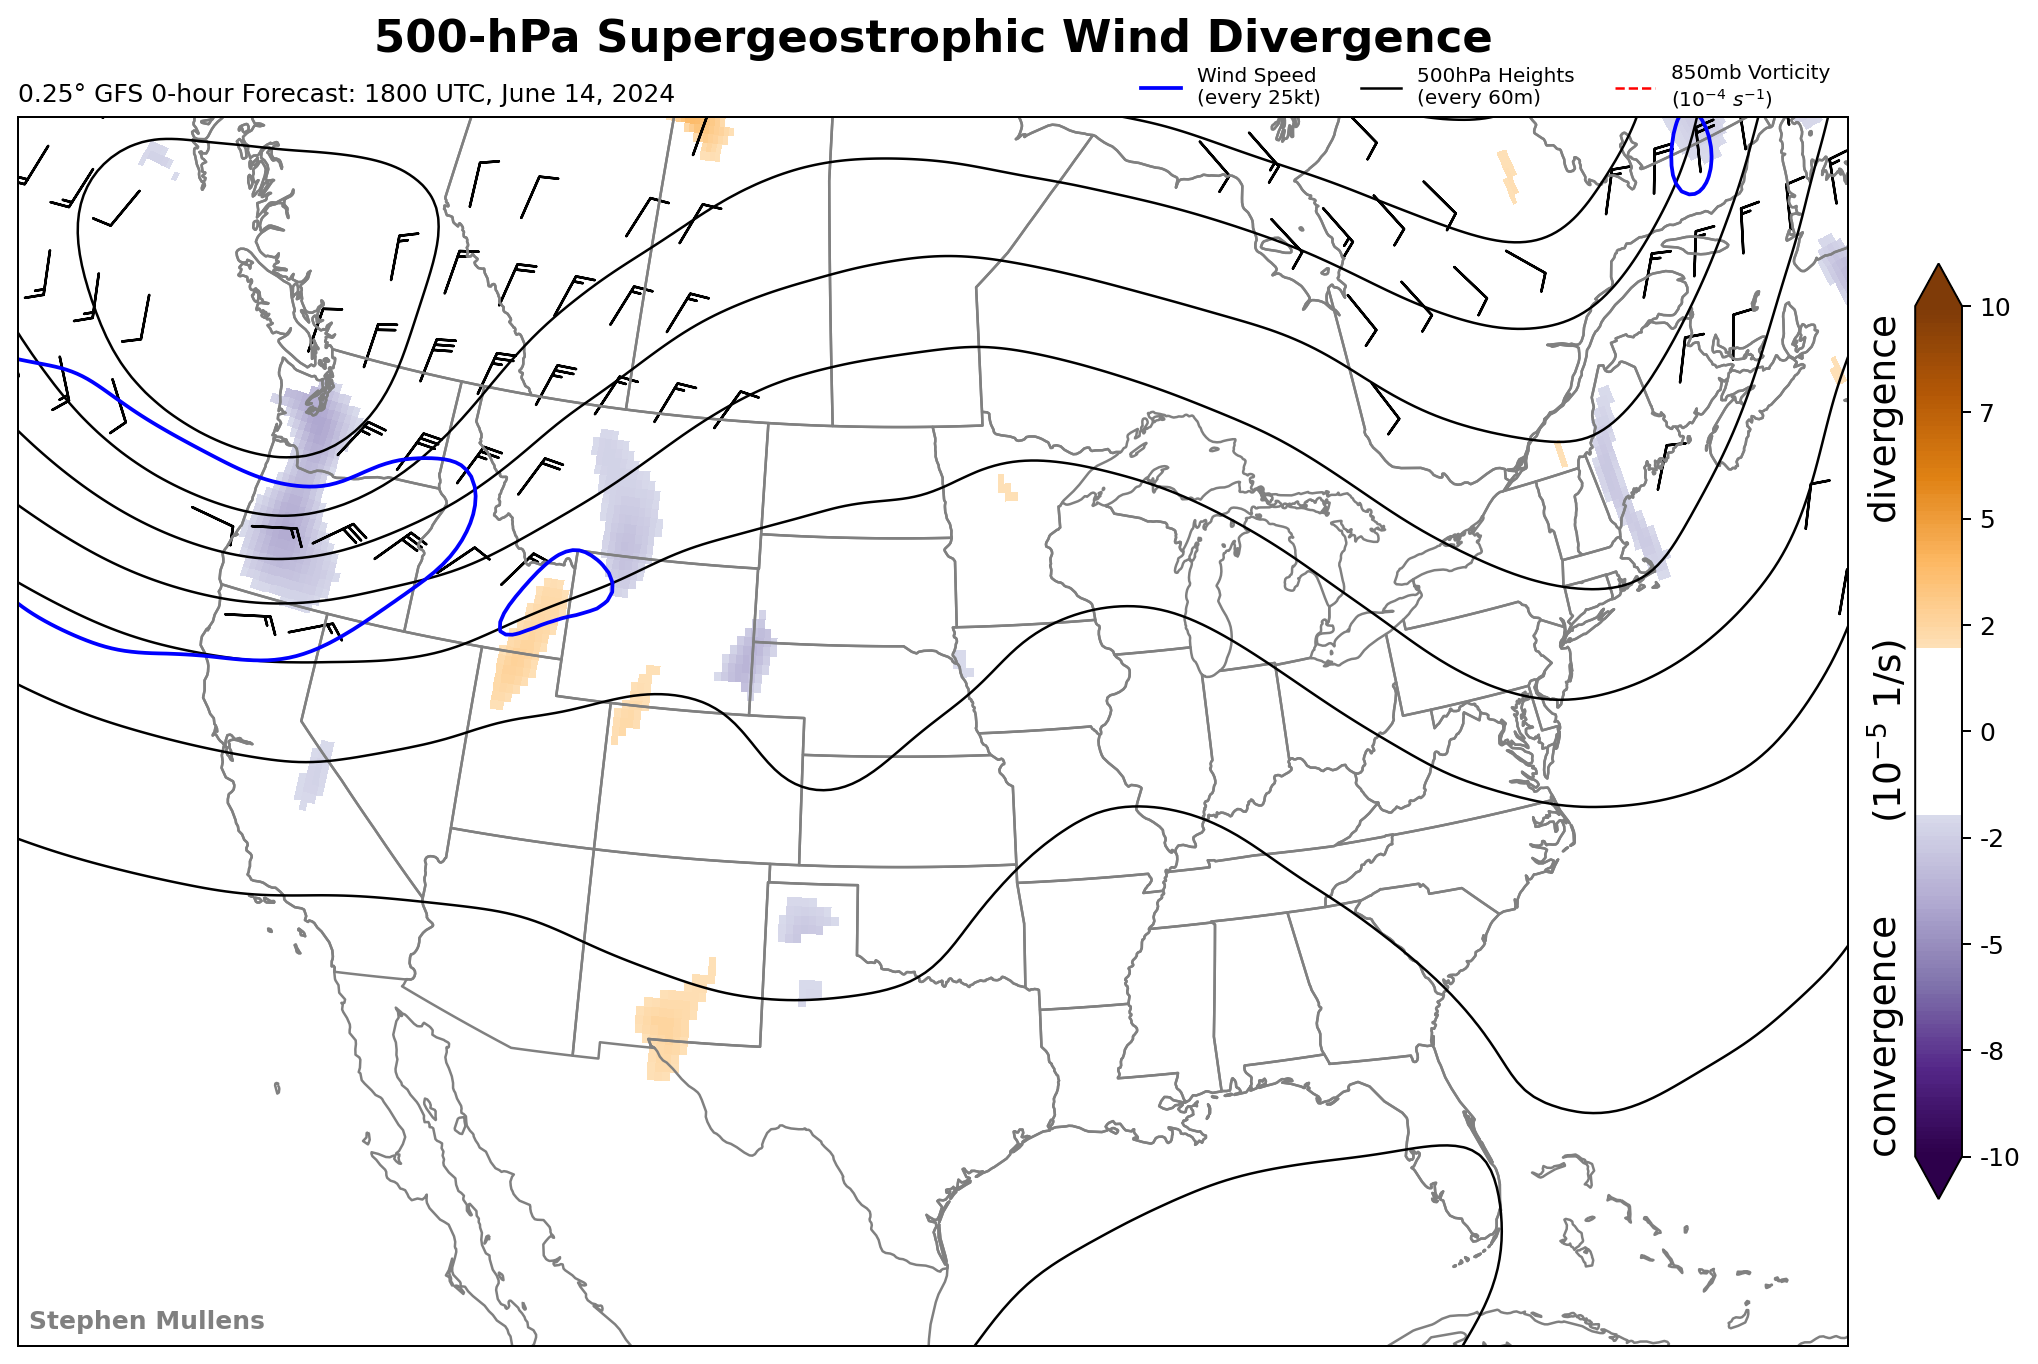 500-hPa Supergeostrophic Wind Divergence
0.25° GFS 0-hour Forecast: 1800 UTC, June 14, 2024
Wind Speed
(every 25kt)
500hPa Heights
(every 60m)
850mb Vorticity
(10⁻⁴ s⁻¹)
10
7
5
2
0
-2
-5
-8
-10
convergence (10⁻⁵ 1/s) divergence
Stephen Mullens